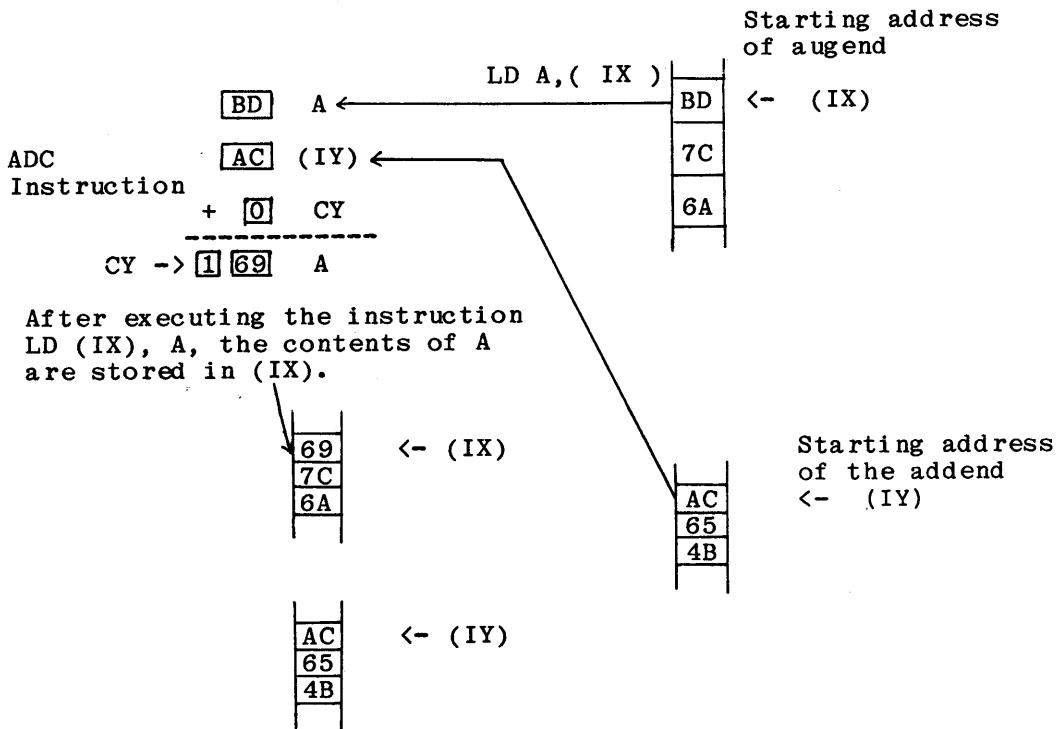 Starting address
of augend
LD A,( IX )
BD A
BD <- (IX)
ADC
Instruction
AC (IY)
7C
+ 0 CY
6A
CY -> 1 69 A
After executing the instruction
LD (IX), A, the contents of A
are stored in (IX).
69 <- (IX)
7C
6A
Starting address
of the addend
AC <- (IY)
65
4B
AC <- (IY)
65
4B